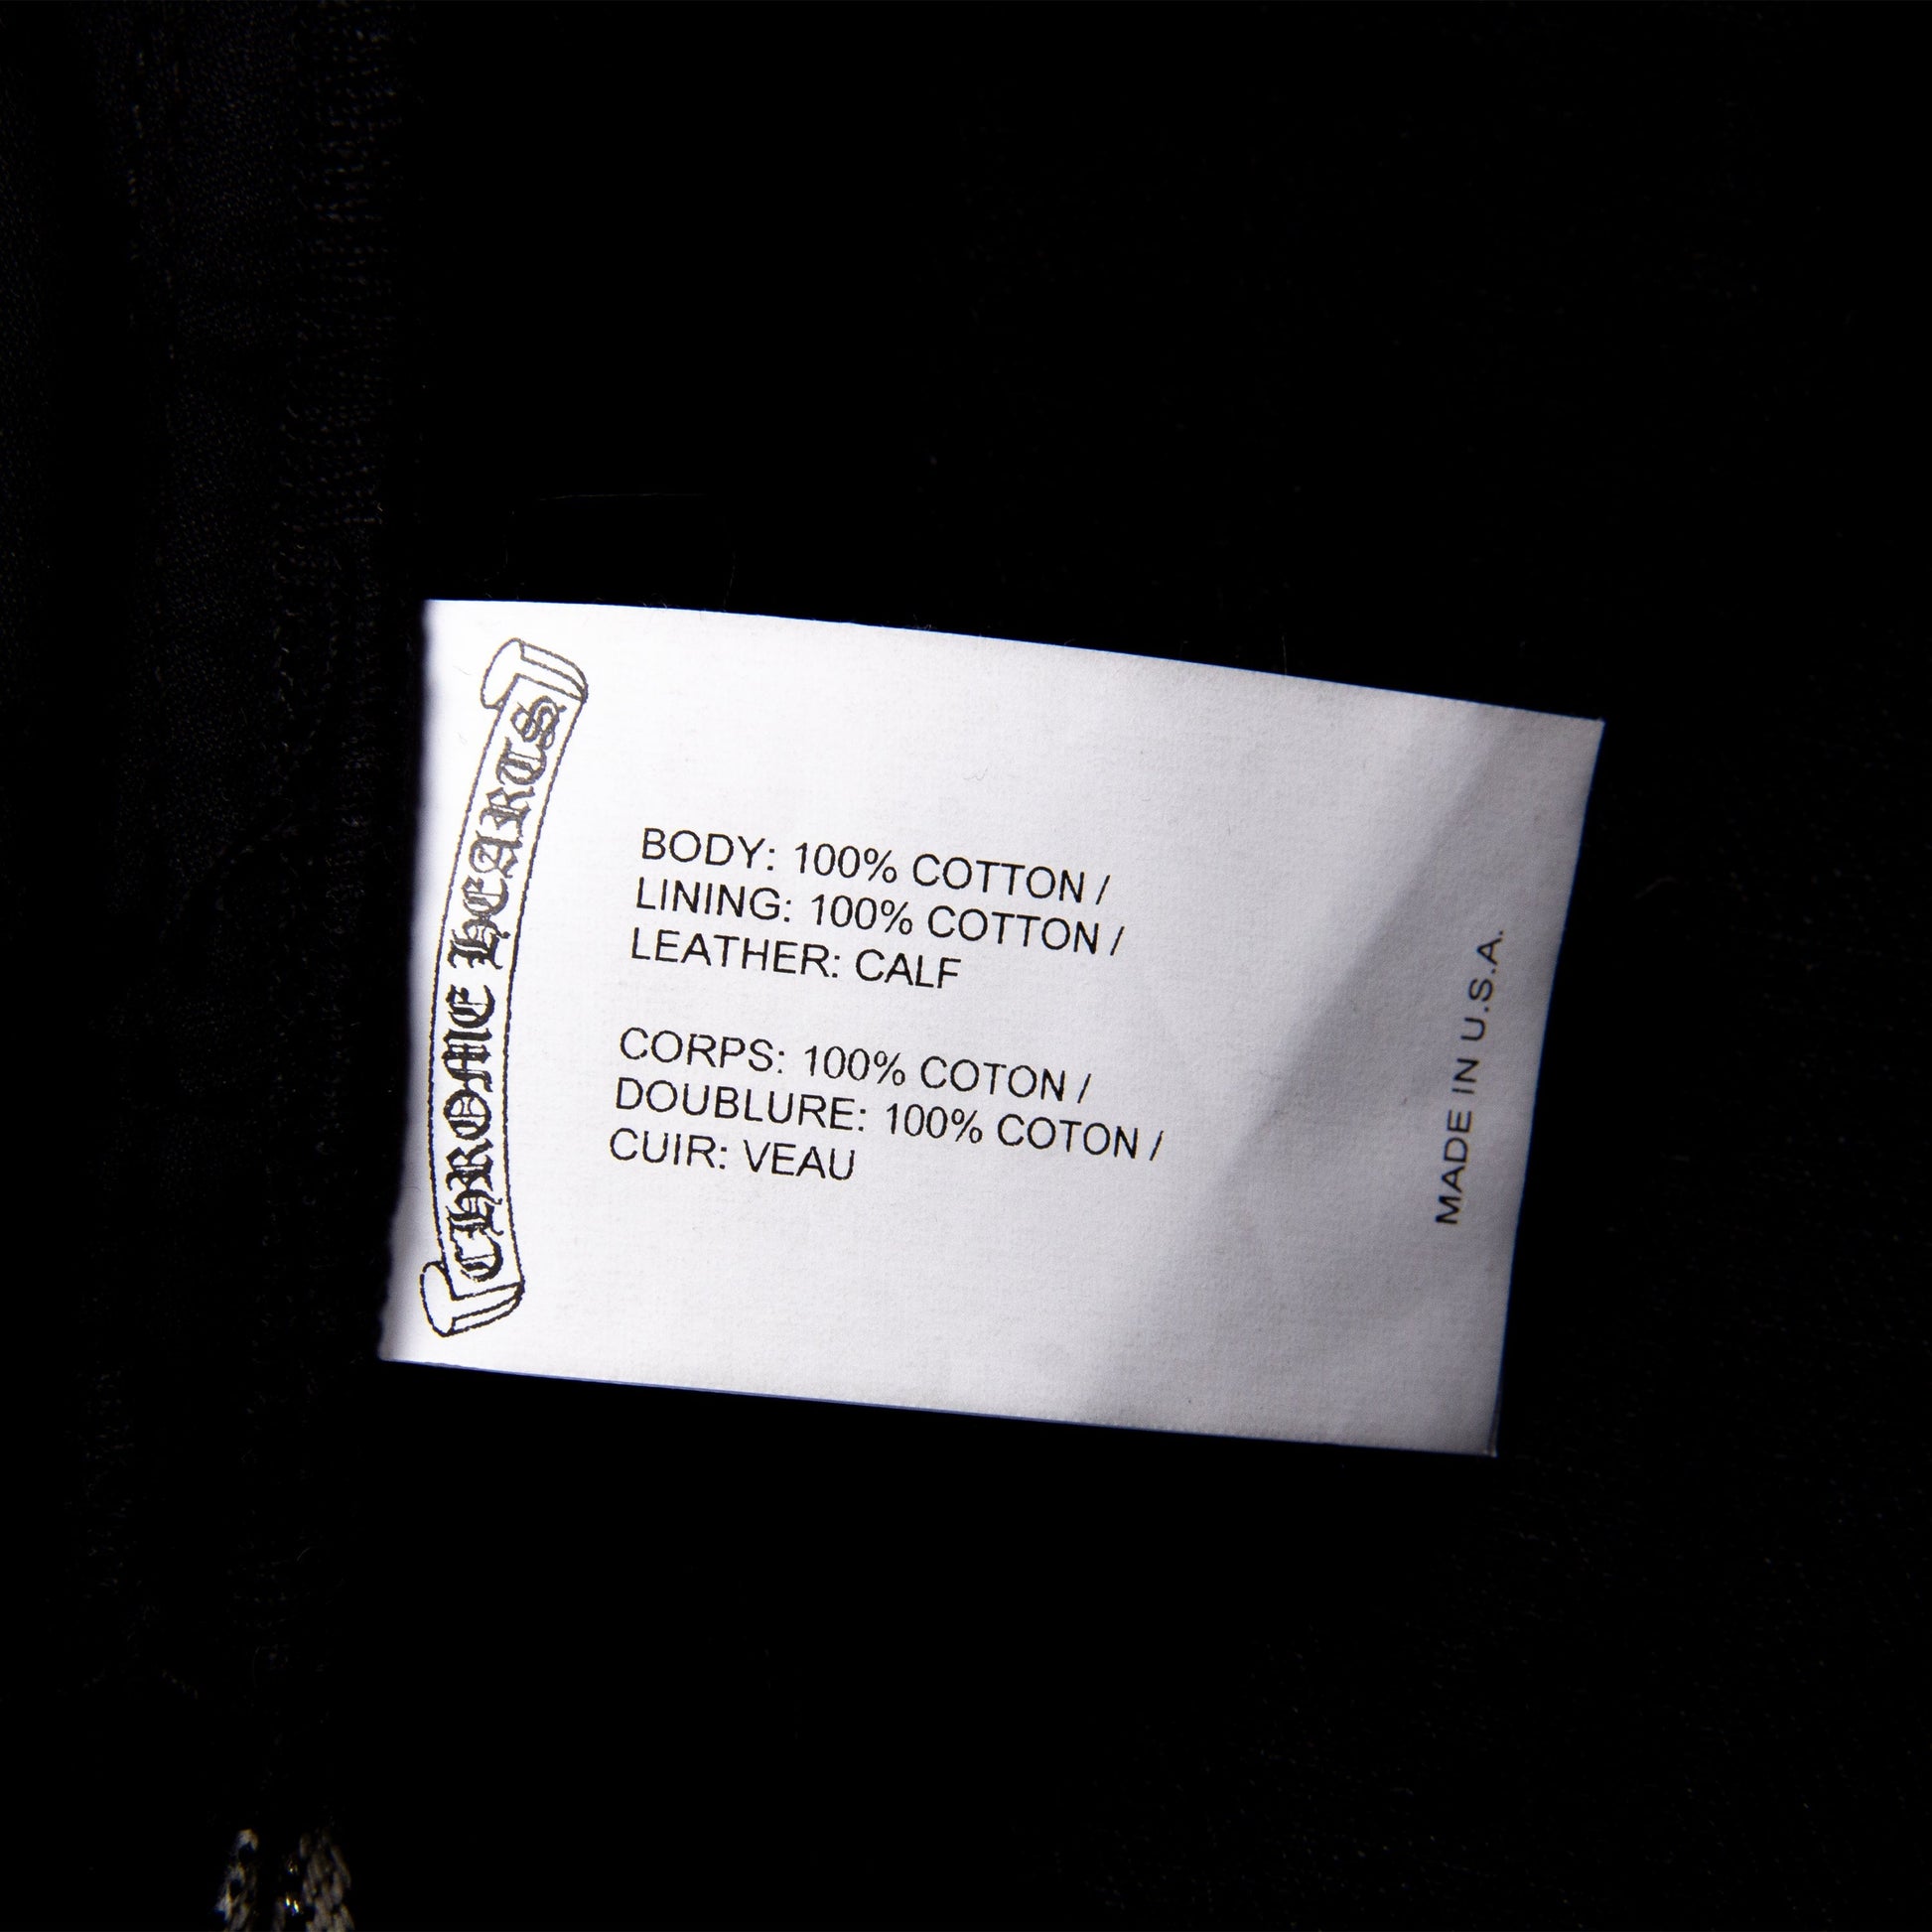 CHROME HEARTS
BODY: 100% COTTON /
LINING: 100% COTTON /
LEATHER: CALF
CORPS: 100% COTON /
DOUBLURE: 100% COTON /
CUIR: VEAU
MADE IN U.S.A.